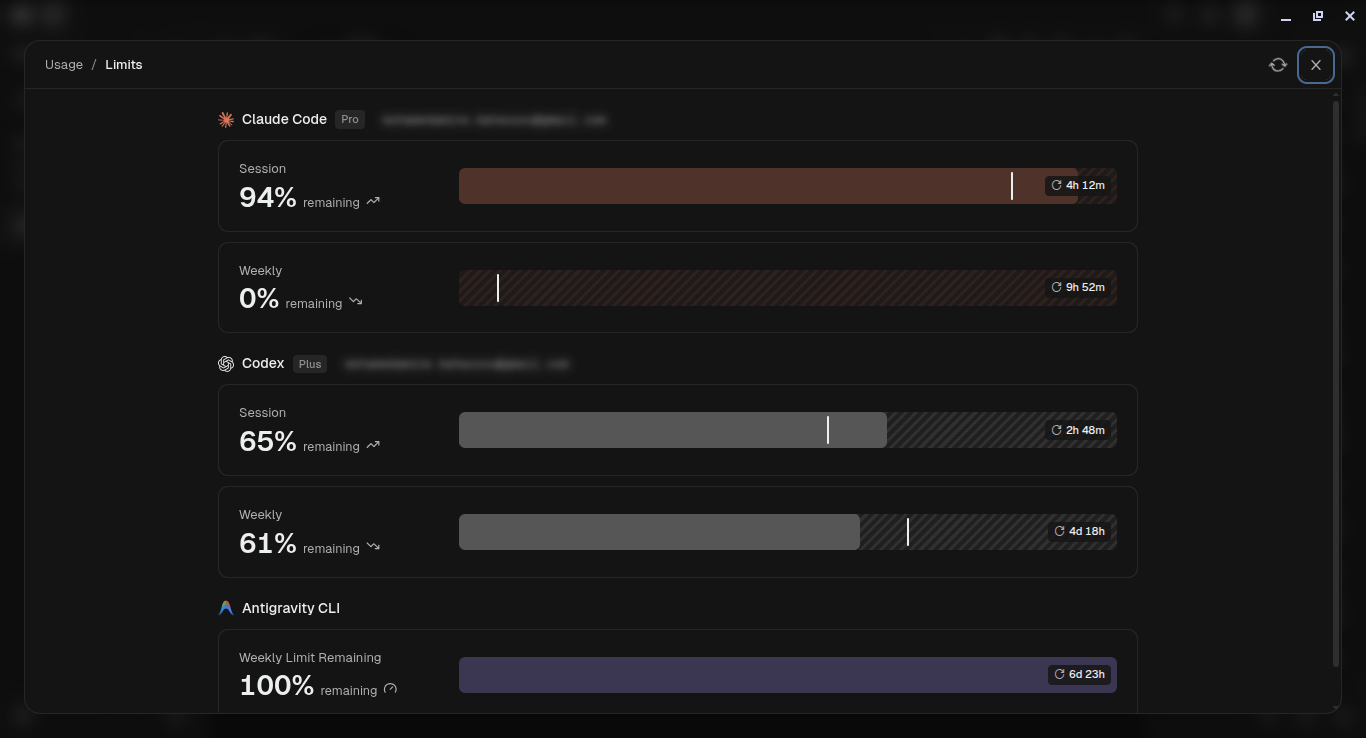 Usage / Limits
Claude Code Pro
Session
94% remaining
4h 12m
Weekly
0% remaining
9h 52m
Codex Plus
Session
65% remaining
2h 48m
Weekly
61% remaining
4d 18h
Antigravity CLI
Weekly Limit Remaining
100% remaining
6d 23h